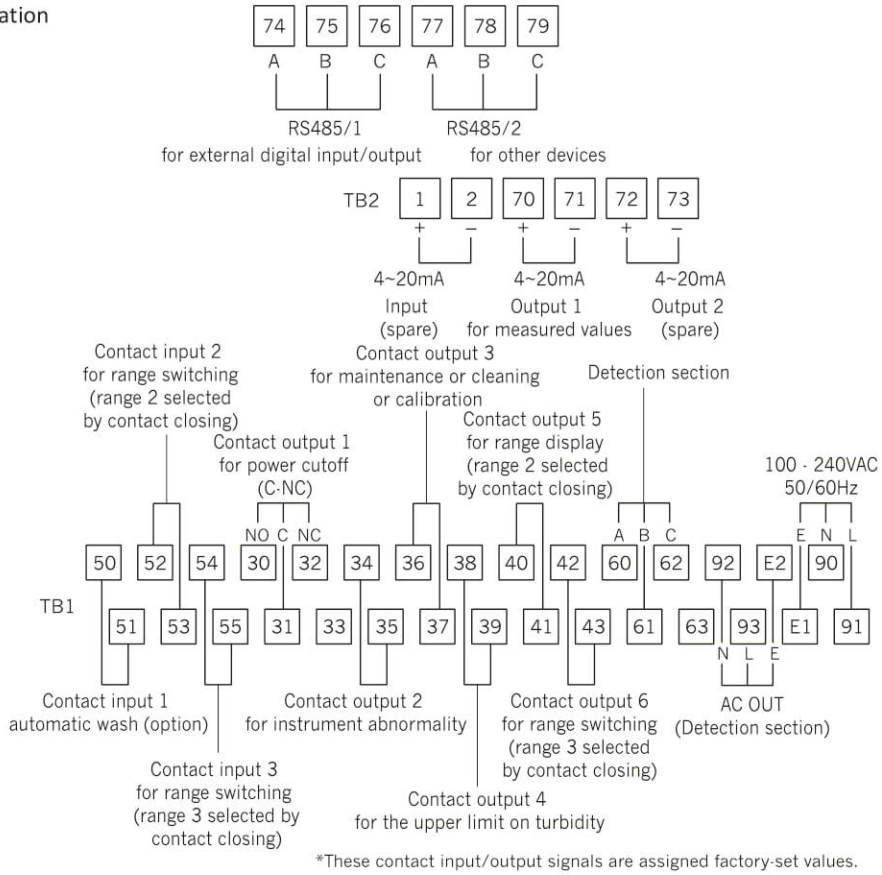 ation
74 75 76 77 78 79
A B C A B C
RS485/1 RS485/2
for external digital input/output for other devices
TB2 1 2 70 71 72 73
+ − + − + −
4~20mA 4~20mA 4~20mA
Input Output 1 Output 2
(spare) for measured values (spare)
Contact input 2
for range switching
(range 2 selected
by contact closing)
Contact output 1
for power cutoff
(C-NC)
Contact output 3
for maintenance or cleaning
or calibration
Contact output 5
for range display
(range 2 selected
by contact closing)
Detection section
100 - 240VAC
50/60Hz
NO C NC A B C E N L
50 52 54 30 32 34 36 38 40 42 60 62 92 E2 90
TB1
51 53 55 31 33 35 37 39 41 43 61 63 93 E1 91
N L E
Contact input 1
automatic wash (option)
Contact output 2
for instrument abnormality
Contact output 6
for range switching
(range 3 selected
by contact closing)
AC OUT
(Detection section)
Contact input 3
for range switching
(range 3 selected by
contact closing)
Contact output 4
for the upper limit on turbidity
*These contact input/output signals are assigned factory-set values.